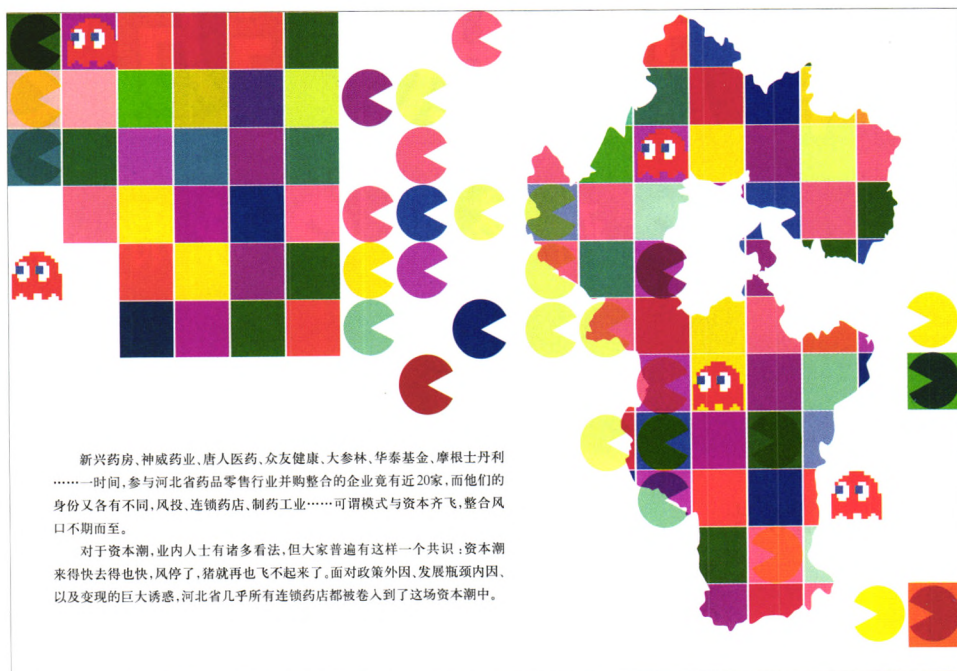 新兴药房、神威药业、唐人医药、众友健康、大参林、华泰基金、摩根士丹利
……一时间，参与河北省药品零售行业并购整合的企业竟有近20家，而他们的
身份又各有不同，风投、连锁药店、制药工业……可谓模式与资本齐飞，整合风
口不期而至。
对于资本潮，业内人士有诸多看法，但大家普遍有这样一个共识：资本潮
来得快去得也快，风停了，猪就再也飞不起来了。面对政策外因、发展瓶颈内因、
以及变现的巨大诱惑，河北省几乎所有连锁药店都被卷入到了这场资本潮中。